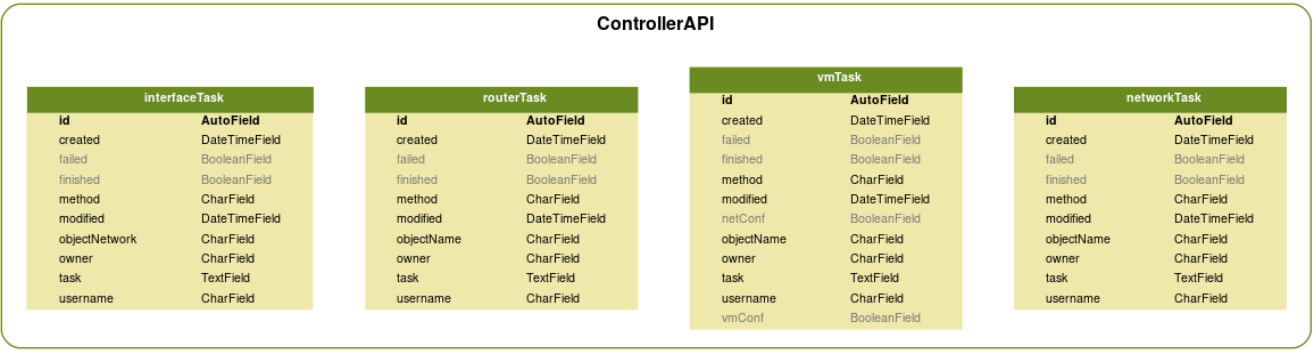 ControllerAPI
interfaceTask
id AutoField
created DateTimeField
failed BooleanField
finished BooleanField
method CharField
modified DateTimeField
objectNetwork CharField
owner CharField
task TextField
username CharField
routerTask
id AutoField
created DateTimeField
failed BooleanField
finished BooleanField
method CharField
modified DateTimeField
objectName CharField
owner CharField
task TextField
username CharField
vmTask
id AutoField
created DateTimeField
failed BooleanField
finished BooleanField
method CharField
modified DateTimeField
netConf BooleanField
objectName CharField
owner CharField
task TextField
username CharField
vmConf BooleanField
networkTask
id AutoField
created DateTimeField
failed BooleanField
finished BooleanField
method CharField
modified DateTimeField
objectName CharField
owner CharField
task TextField
username CharField